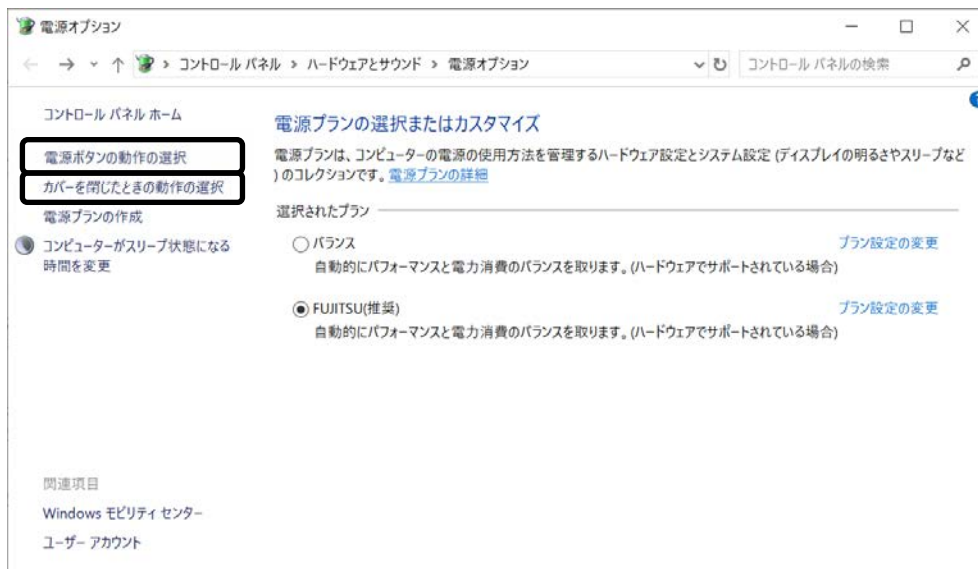 電源オプション
コントロール パネル > ハードウェアとサウンド > 電源オプション
コントロール パネルの検索
コントロール パネル ホーム
電源ボタンの動作の選択
カバーを閉じたときの動作の選択
電源プランの作成
コンピューターがスリープ状態になる
時間を変更
電源プランの選択またはカスタマイズ
電源プランは、コンピューターの電源の使用方法を管理するハードウェア設定とシステム設定 (ディスプレイの明るさやスリープなど
) のコレクションです。電源プランの詳細
選択されたプラン
バランス プラン設定の変更
自動的にパフォーマンスと電力消費のバランスを取ります。(ハードウェアでサポートされている場合)
FUJITSU(推奨) プラン設定の変更
自動的にパフォーマンスと電力消費のバランスを取ります。(ハードウェアでサポートされている場合)
関連項目
Windows モビリティ センター
ユーザー アカウント